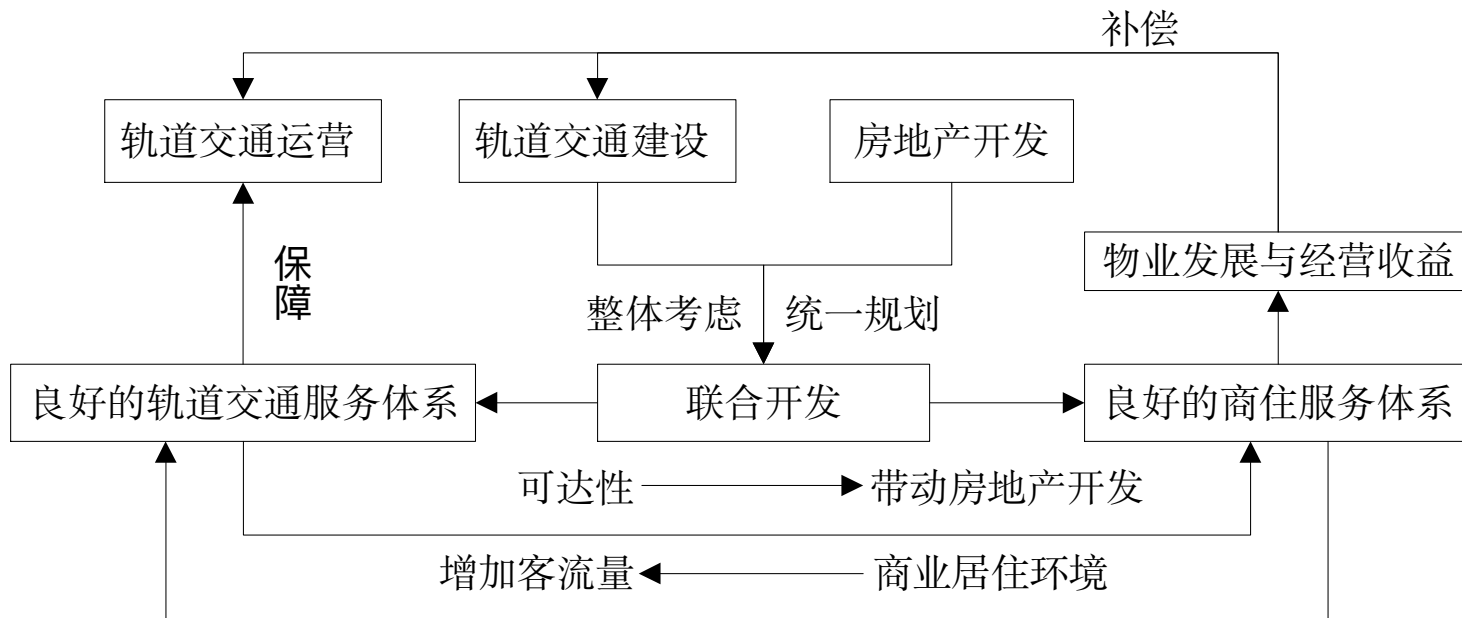 补偿
轨道交通运营
轨道交通建设
房地产开发
保障
物业发展与经营收益
整体考虑
统一规划
良好的轨道交通服务体系
联合开发
良好的商住服务体系
可达性
带动房地产开发
增加客流量
商业居住环境